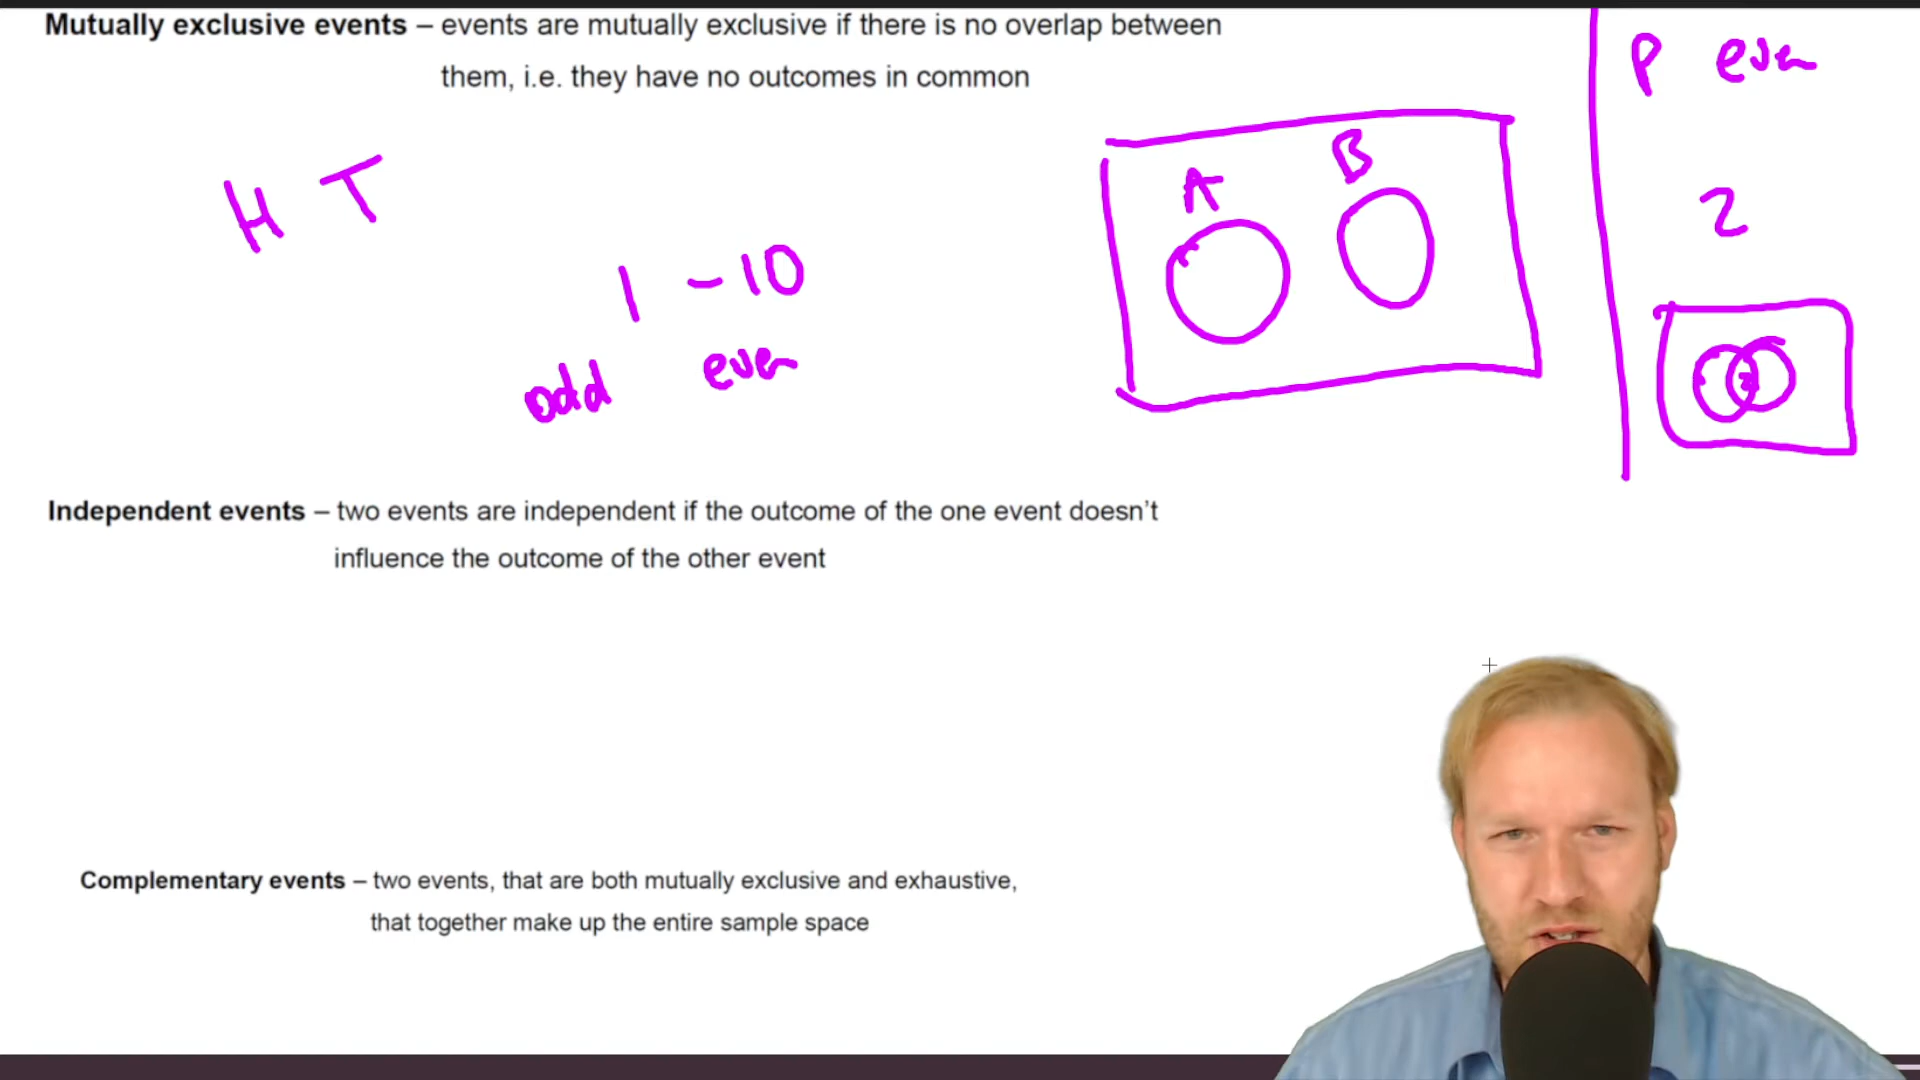 Mutually exclusive events – events are mutually exclusive if there is no overlap between
them, i.e. they have no outcomes in common
P even
H T
A B
2
1 – 10
odd even
2
Independent events – two events are independent if the outcome of the one event doesn't
influence the outcome of the other event
Complementary events – two events, that are both mutually exclusive and exhaustive,
that together make up the entire sample space